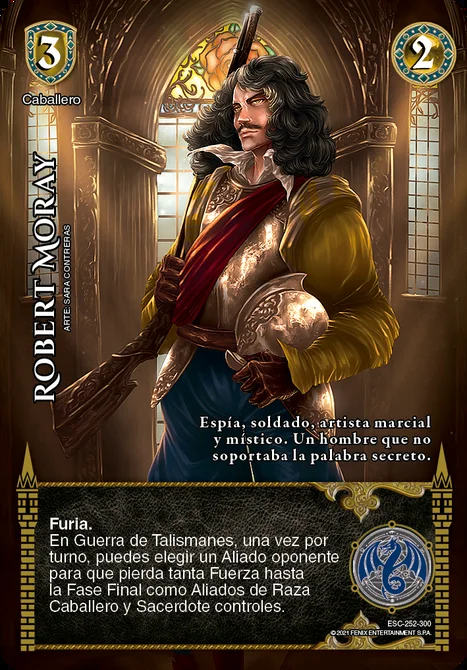 3
2
Caballero
ROBERT MORAY
ARTE: SARA CONTRERAS
Espía, soldado, artista marcial
y místico. Un hombre que no
soportaba la palabra secreto.
Furia.
En Guerra de Talismanes, una vez por
turno, puedes elegir un Aliado oponente
para que pierda tanta Fuerza hasta
la Fase Final como Aliados de Raza
Caballero y Sacerdote controles.
ESC-252-300
©2021 FENIX ENTERTAINMENT S.P.A.